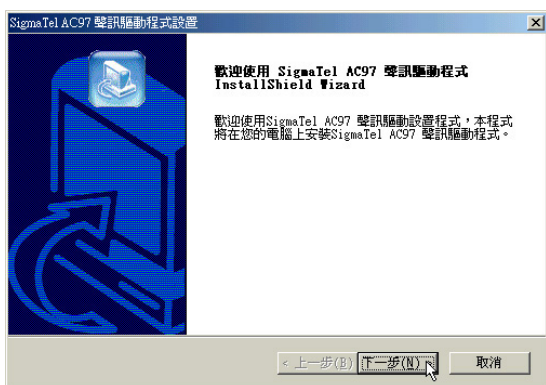 SigmaTel AC97 聲訊驅動程式設置
歡迎使用 SigmaTel AC97 聲訊驅動程式
InstallShield Wizard
歡迎使用SigmaTel AC97 聲訊驅動設置程式，本程式
將在您的電腦上安裝SigmaTel AC97 聲訊驅動程式。
< 上一步(B) 下一步(N) > 取消